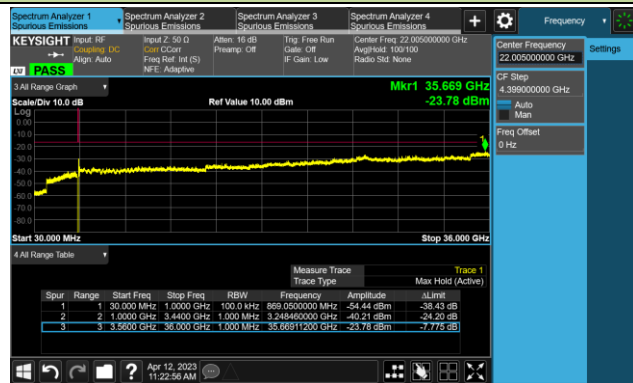 Spectrum Analyzer 1
Spurious Emissions
Spectrum Analyzer 2
Spurious Emissions
Spectrum Analyzer 3
Spurious Emissions
Spectrum Analyzer 4
Spurious Emissions
+
Frequency
KEYSIGHT
Input: RF
Coupling: DC
Align: Auto
Input Z: 50 Ω
Corr CCorr
Freq Ref: Int (S)
NFE: Adaptive
Atten: 16 dB
Preamp: Off
Trig: Free Run
Gate: Off
IF Gain: Low
Center Freq: 22.005000000 GHz
Avg|Hold: 100/100
Radio Std: None
LXI PASS
3 All Range Graph
Scale/Div 10.0 dB
Ref Value 10.00 dBm
Mkr1 35.669 GHz
-23.78 dBm
Log
0.00
-10.0
-20.0
-30.0
-40.0
-50.0
-60.0
-70.0
-80.0
1
Start 30.000 MHz
Stop 36.000 GHz
4 All Range Table
Measure Trace Trace 1
Trace Type Max Hold (Active)
Spur Range Start Freq Stop Freq RBW Frequency Amplitude ΔLimit
1 1 30.000 MHz 1.0000 GHz 100.0 kHz 869.0500000 MHz -54.44 dBm -38.43 dB
2 2 1.0000 GHz 3.4400 GHz 1.000 MHz 3.248460000 GHz -40.21 dBm -24.20 dB
3 3 3.5600 GHz 36.000 GHz 1.000 MHz 35.66911200 GHz -23.78 dBm -7.775 dB
Center Frequency
22.005000000 GHz
Settings
CF Step
4.399000000 GHz
Auto
Man
Freq Offset
0 Hz
?
Apr 12, 2023
11:22:56 AM